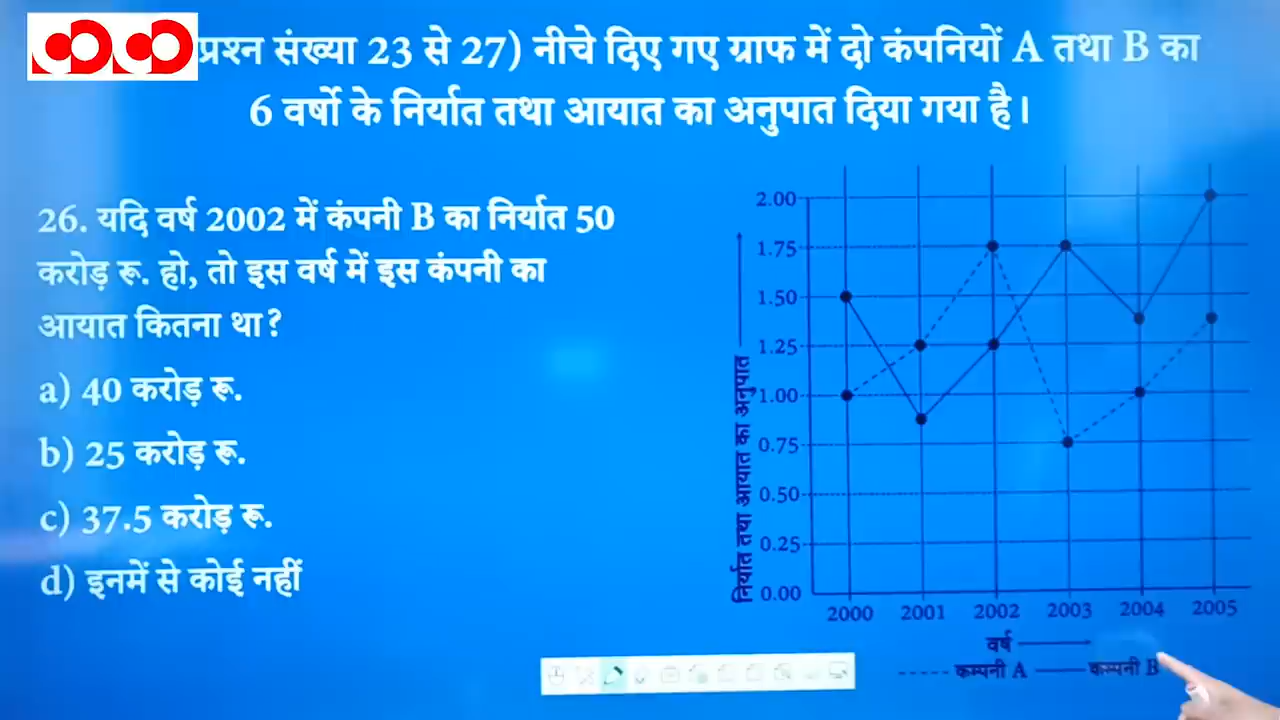 प्रश्न संख्या 23 से 27) नीचे दिए गए ग्राफ में दो कंपनियों A तथा B का
6 वर्षो के निर्यात तथा आयात का अनुपात दिया गया है।
26. यदि वर्ष 2002 में कंपनी B का निर्यात 50
करोड़ रू. हो, तो इस वर्ष में इस कंपनी का
आयात कितना था?
a) 40 करोड़ रू.
b) 25 करोड़ रू.
c) 37.5 करोड़ रू.
d) इनमें से कोई नहीं
निर्यात तथा आयात का अनुपात
2.00
1.75
1.50
1.25
1.00
0.75
0.50
0.25
0.00
2000 2001 2002 2003 2004 2005
वर्ष
कम्पनी A कम्पनी B